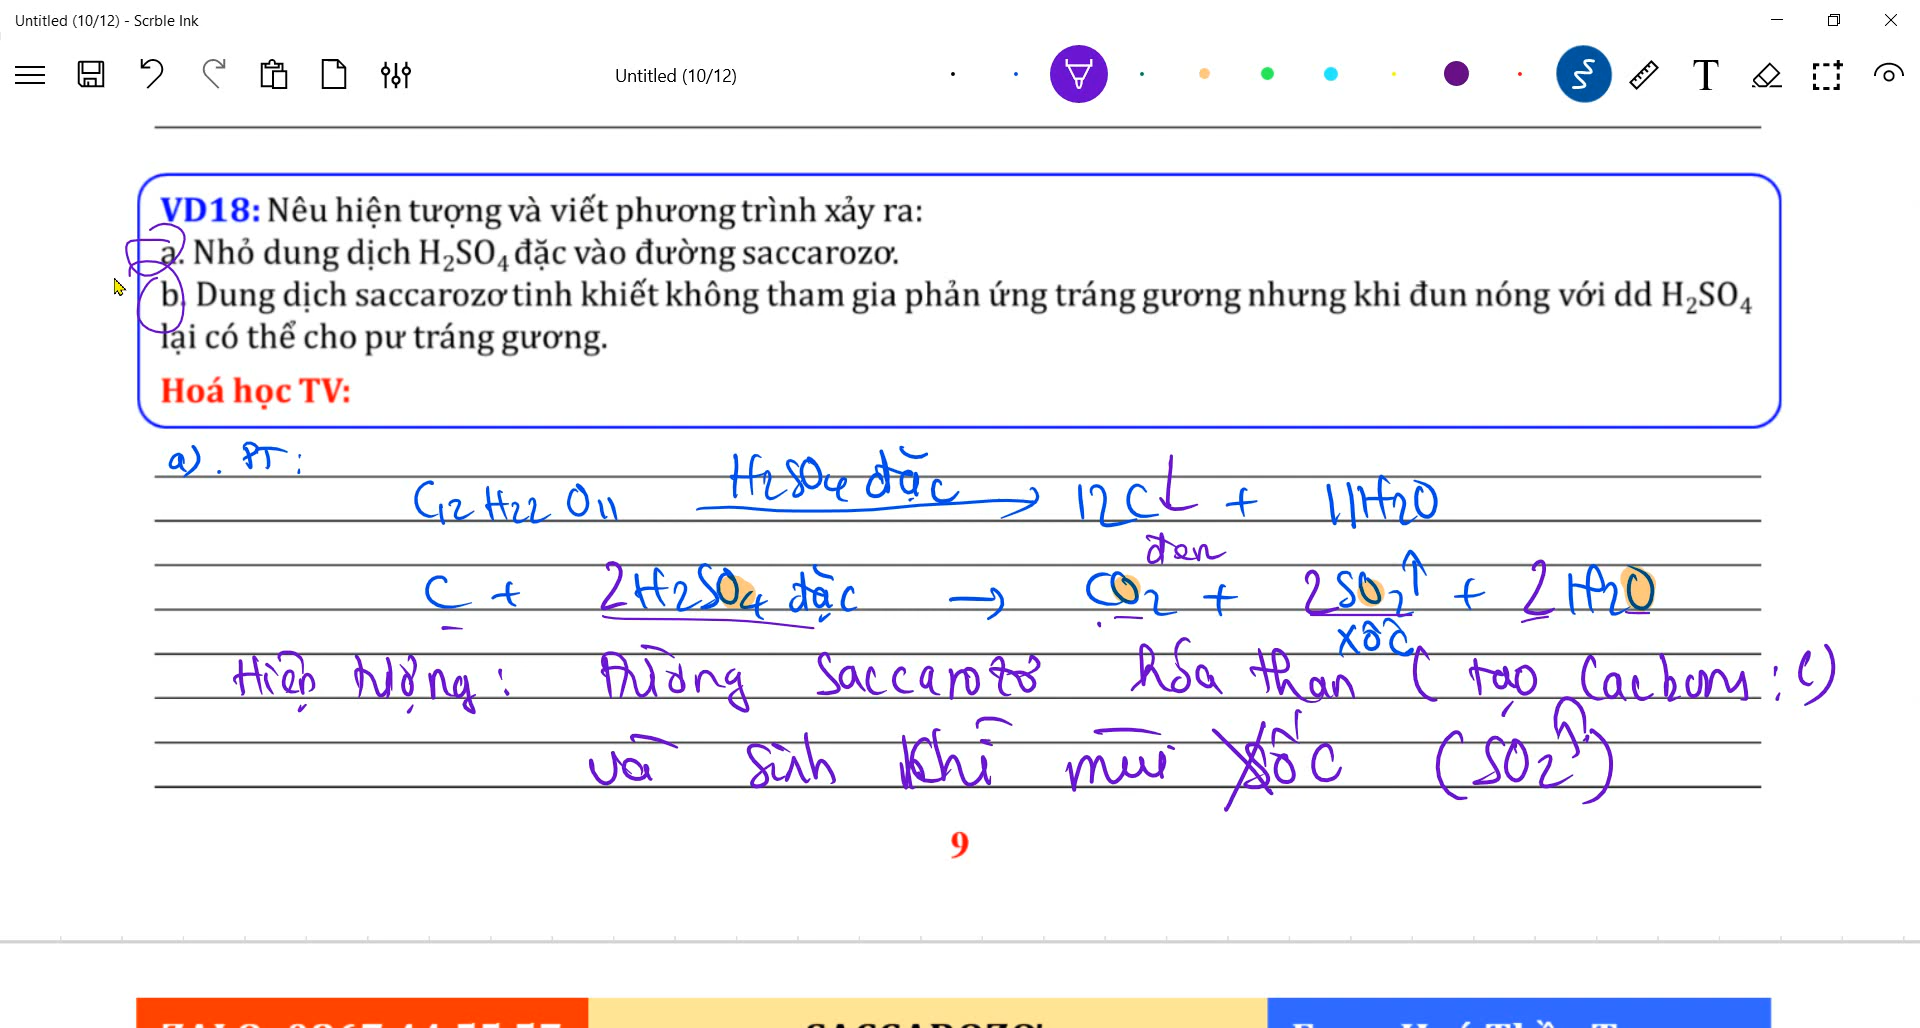 Untitled (10/12) - Scrble Ink
Untitled (10/12)
T
VD18: Nêu hiện tượng và viết phương trình xảy ra:
a. Nhỏ dung dịch H₂SO₄ đặc vào đường saccarozơ.
b. Dung dịch saccarozơ tinh khiết không tham gia phản ứng tráng gương nhưng khi đun nóng với dd H₂SO₄
lại có thể cho pư tráng gương.
Hoá học TV:
a). PT:
C₁₂H₂₂O₁₁ H₂SO₄ đặc → 12C↓ + 11H₂O
đen
C + 2H₂SO₄ đặc → CO₂ + 2SO₂↑ + 2H₂O
xốc
Hiện tượng: Đường saccarozơ hóa than (tạo cacbon: C)
và sinh khí mùi xốc (SO₂↑)
9
SACCAROZƠ